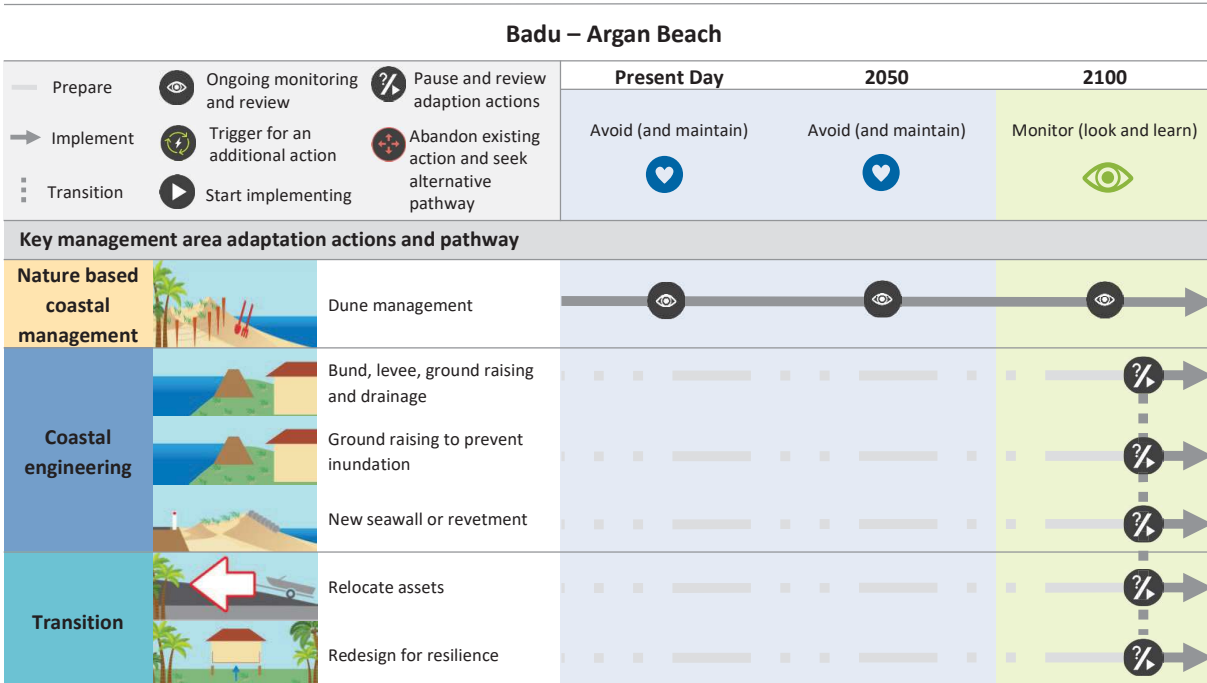 Badu – Argan Beach
Prepare
Implement
Transition
Ongoing monitoring
and review
Trigger for an
additional action
Start implementing
Pause and review
adaption actions
Abandon existing
action and seek
alternative
pathway
Present Day
2050
2100
Avoid (and maintain)
Avoid (and maintain)
Monitor (look and learn)
Key management area adaptation actions and pathway
Nature based
coastal
management
Dune management
Coastal
engineering
Bund, levee, ground raising
and drainage
Ground raising to prevent
inundation
New seawall or revetment
Transition
Relocate assets
Redesign for resilience